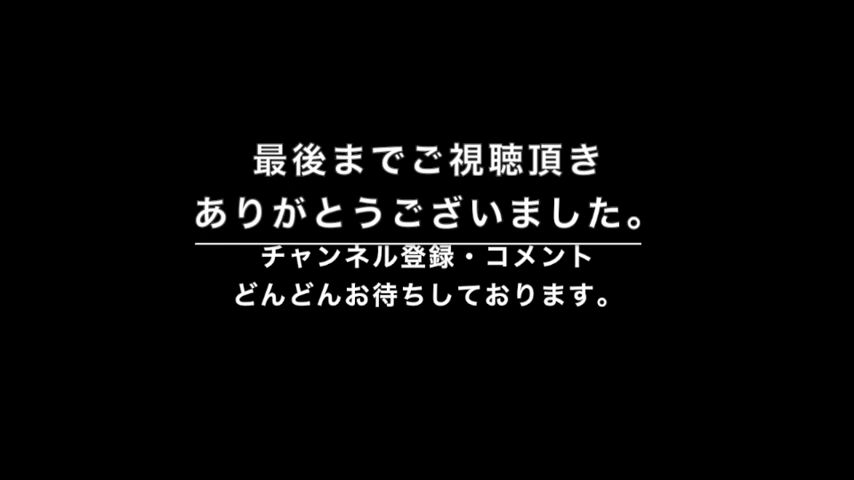 最後までご視聴頂き
ありがとうございました。
チャンネル登録・コメント
どんどんお待ちしております。